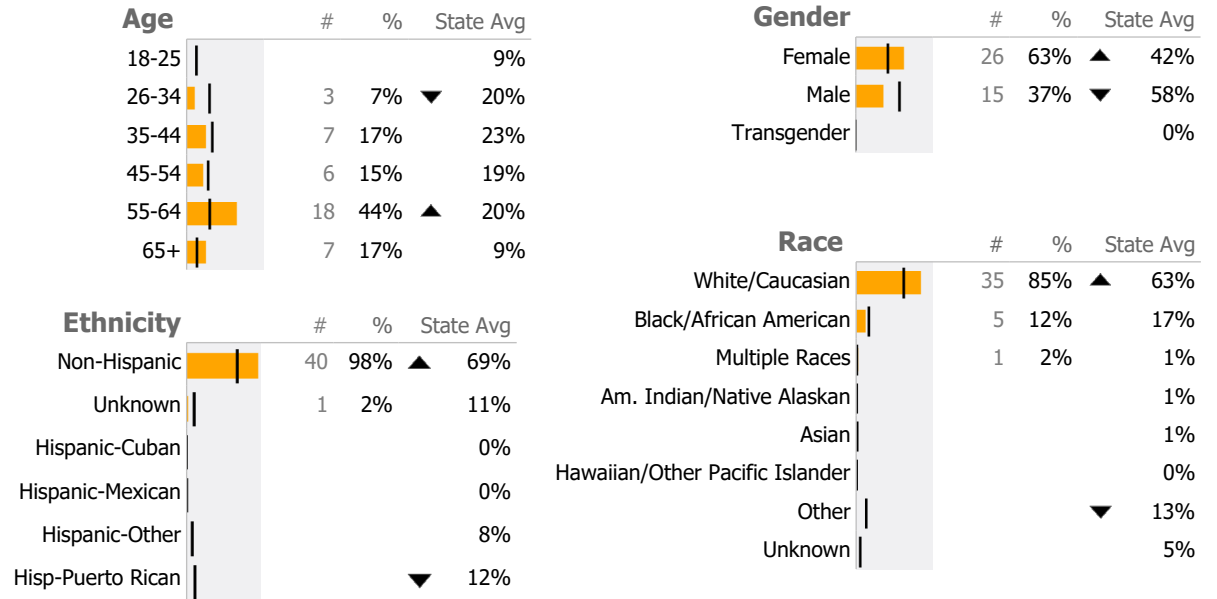 Age # % State Avg
18-25 9%
26-34 3 7% ▼ 20%
35-44 7 17% 23%
45-54 6 15% 19%
55-64 18 44% ▲ 20%
65+ 7 17% 9%
Ethnicity # % State Avg
Non-Hispanic 40 98% ▲ 69%
Unknown 1 2% 11%
Hispanic-Cuban 0%
Hispanic-Mexican 0%
Hispanic-Other 8%
Hisp-Puerto Rican ▼ 12%
Gender # % State Avg
Female 26 63% ▲ 42%
Male 15 37% ▼ 58%
Transgender 0%
Race # % State Avg
White/Caucasian 35 85% ▲ 63%
Black/African American 5 12% 17%
Multiple Races 1 2% 1%
Am. Indian/Native Alaskan 1%
Asian 1%
Hawaiian/Other Pacific Islander 0%
Other ▼ 13%
Unknown 5%